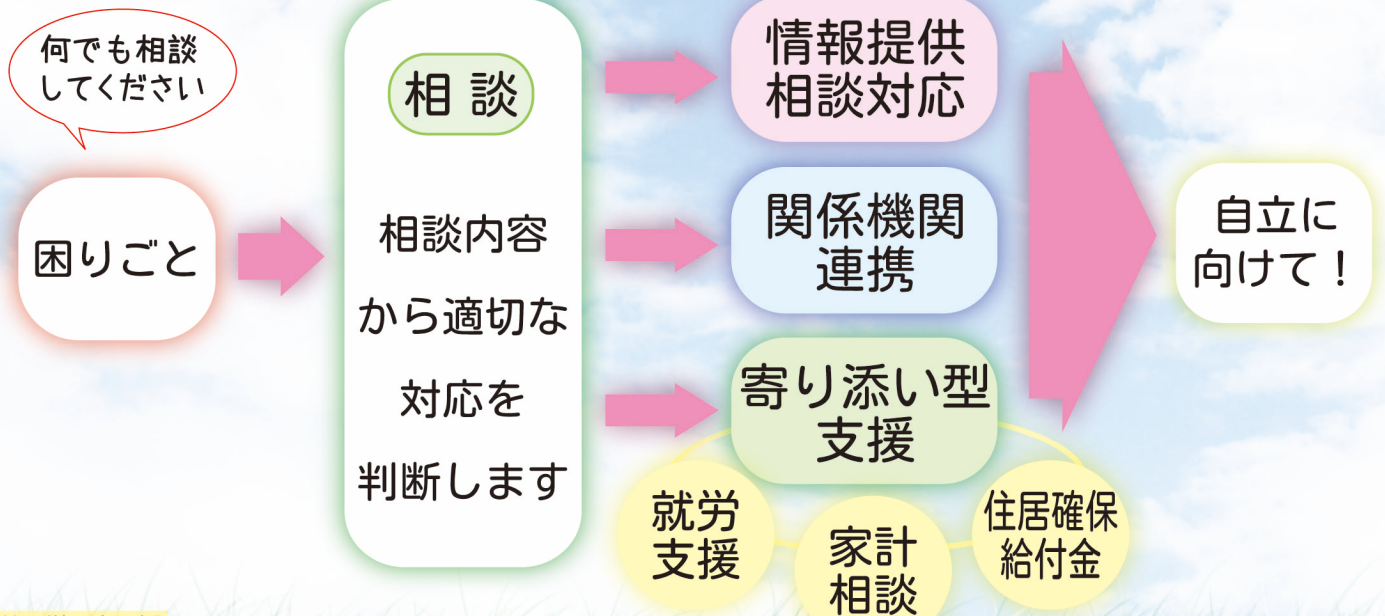 何でも相談
してください
困りごと
相談
相談内容
から適切な
対応を
判断します
情報提供
相談対応
関係機関
連携
寄り添い型
支援
就労
支援
家計
相談
住居確保
給付金
自立に
向けて！